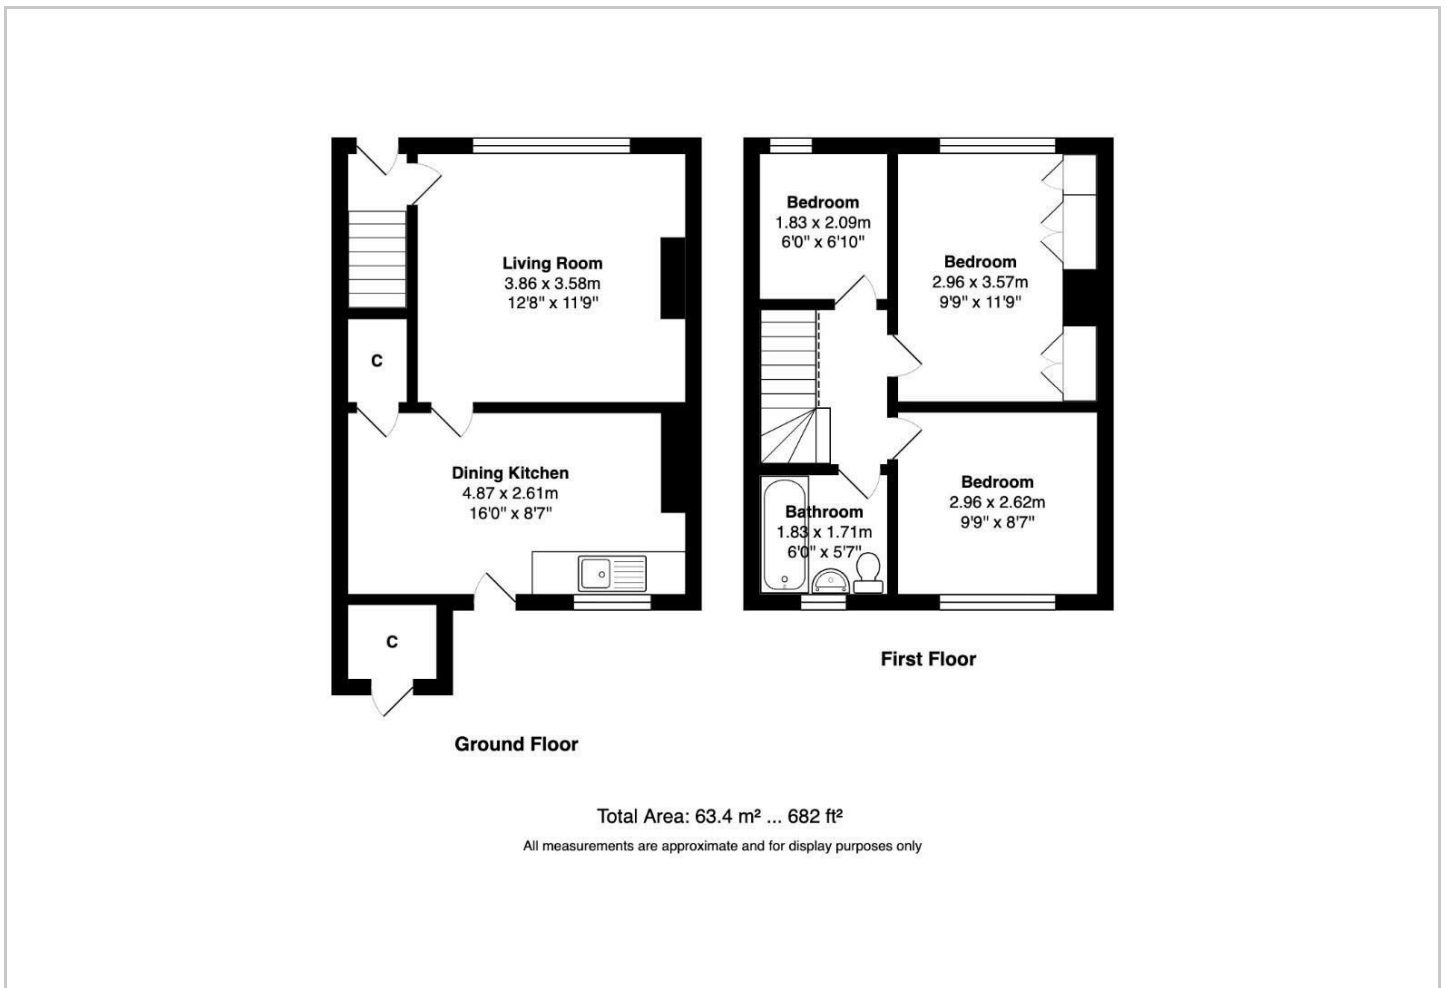 Living Room
3.86 x 3.58m
12'8" x 11'9"
C
Dining Kitchen
4.87 x 2.61m
16'0" x 8'7"
C
Ground Floor
Bedroom
1.83 x 2.09m
6'0" x 6'10"
Bedroom
2.96 x 3.57m
9'9" x 11'9"
Bathroom
1.83 x 1.71m
6'0" x 5'7"
Bedroom
2.96 x 2.62m
9'9" x 8'7"
First Floor
Total Area: 63.4 m² ... 682 ft²
All measurements are approximate and for display purposes only